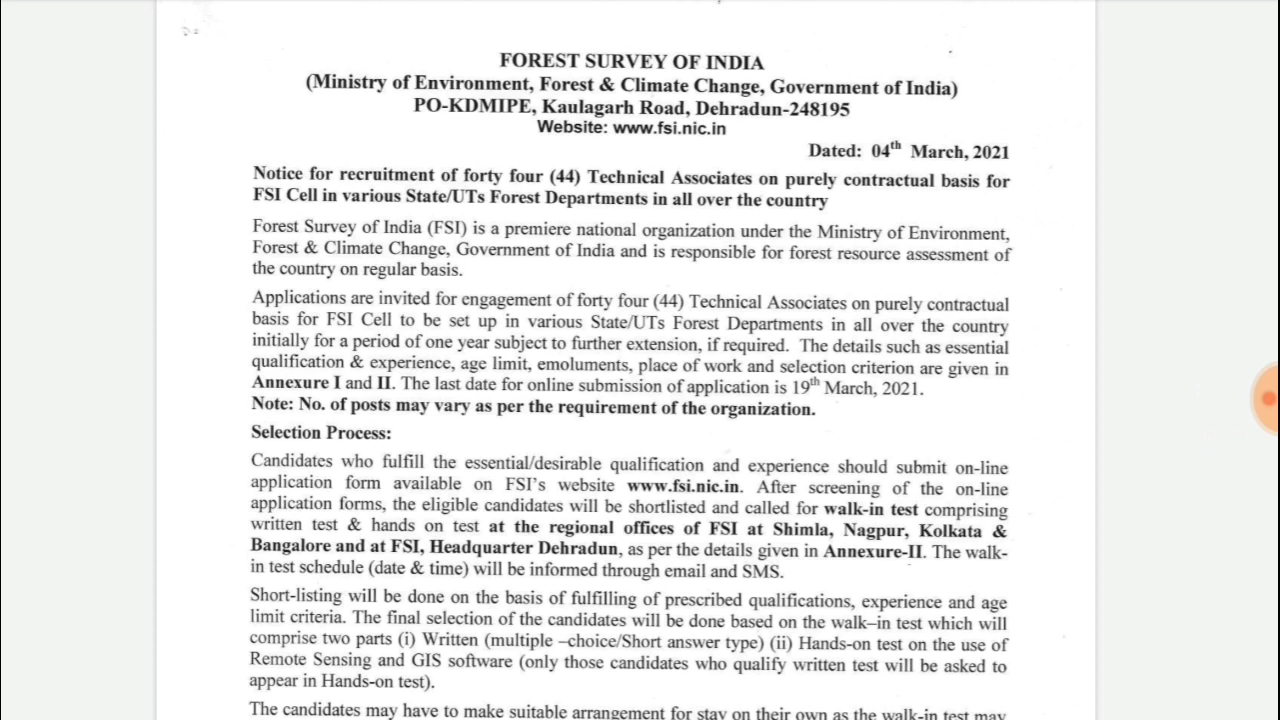 FOREST SURVEY OF INDIA
(Ministry of Environment, Forest & Climate Change, Government of India)
PO-KDMIPE, Kaulagarh Road, Dehradun-248195
Website: www.fsi.nic.in
Dated: 04th March, 2021
Notice for recruitment of forty four (44) Technical Associates on purely contractual basis for
FSI Cell in various State/UTs Forest Departments in all over the country
Forest Survey of India (FSI) is a premiere national organization under the Ministry of Environment,
Forest & Climate Change, Government of India and is responsible for forest resource assessment of
the country on regular basis.
Applications are invited for engagement of forty four (44) Technical Associates on purely contractual
basis for FSI Cell to be set up in various State/UTs Forest Departments in all over the country
initially for a period of one year subject to further extension, if required. The details such as essential
qualification & experience, age limit, emoluments, place of work and selection criterion are given in
Annexure I and II. The last date for online submission of application is 19th March, 2021.
Note: No. of posts may vary as per the requirement of the organization.
Selection Process:
Candidates who fulfill the essential/desirable qualification and experience should submit on-line
application form available on FSI's website www.fsi.nic.in. After screening of the on-line
application forms, the eligible candidates will be shortlisted and called for walk-in test comprising
written test & hands on test at the regional offices of FSI at Shimla, Nagpur, Kolkata &
Bangalore and at FSI, Headquarter Dehradun, as per the details given in Annexure-II. The walk-
in test schedule (date & time) will be informed through email and SMS.
Short-listing will be done on the basis of fulfilling of prescribed qualifications, experience and age
limit criteria. The final selection of the candidates will be done based on the walk–in test which will
comprise two parts (i) Written (multiple –choice/Short answer type) (ii) Hands-on test on the use of
Remote Sensing and GIS software (only those candidates who qualify written test will be asked to
appear in Hands-on test).
The candidates may have to make suitable arrangement for stay on their own as the walk-in test may